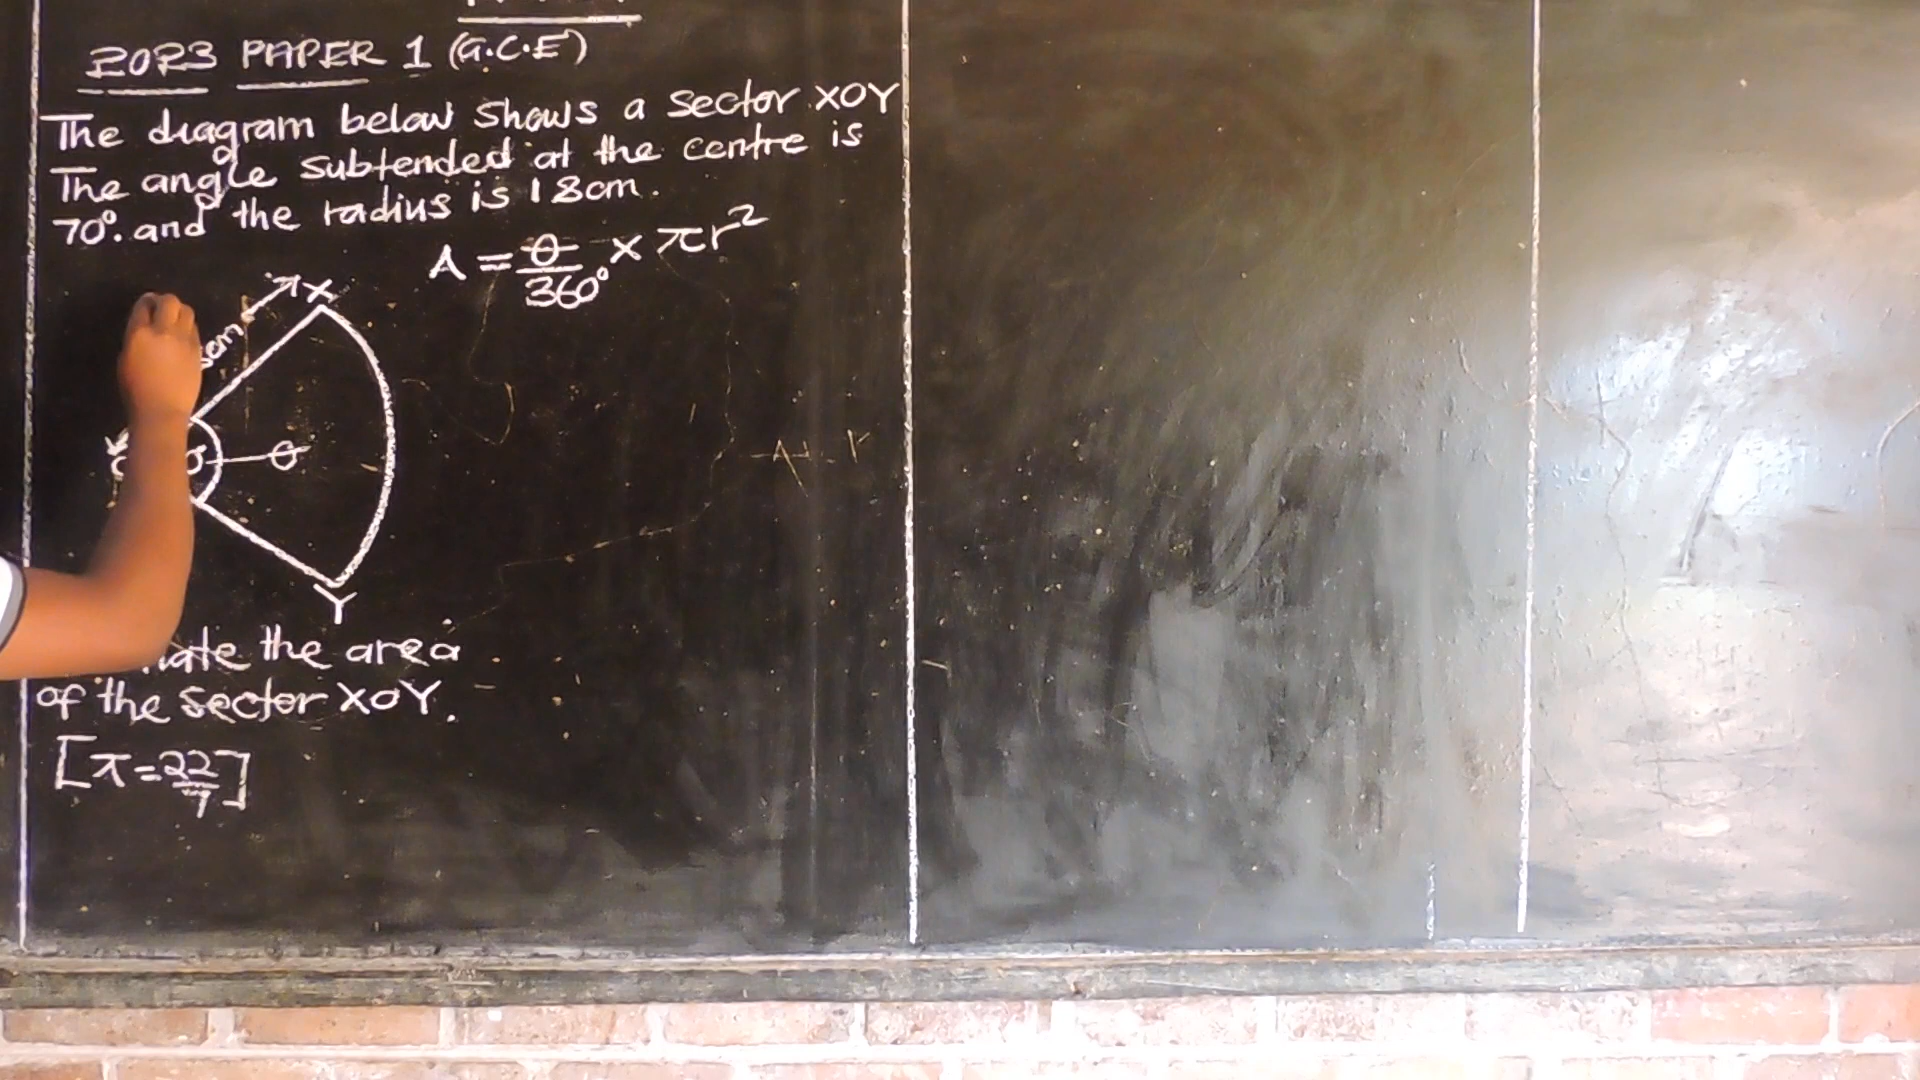 2023 PAPER 1 (G.C.E)
The diagram below shows a sector XOY
The angle subtended at the centre is
70°. and the radius is 18cm.
A = θ/360° × πr²
X
cm
θ
Y
the area
of the sector XOY.
[π=22/7]